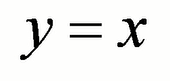 y = x